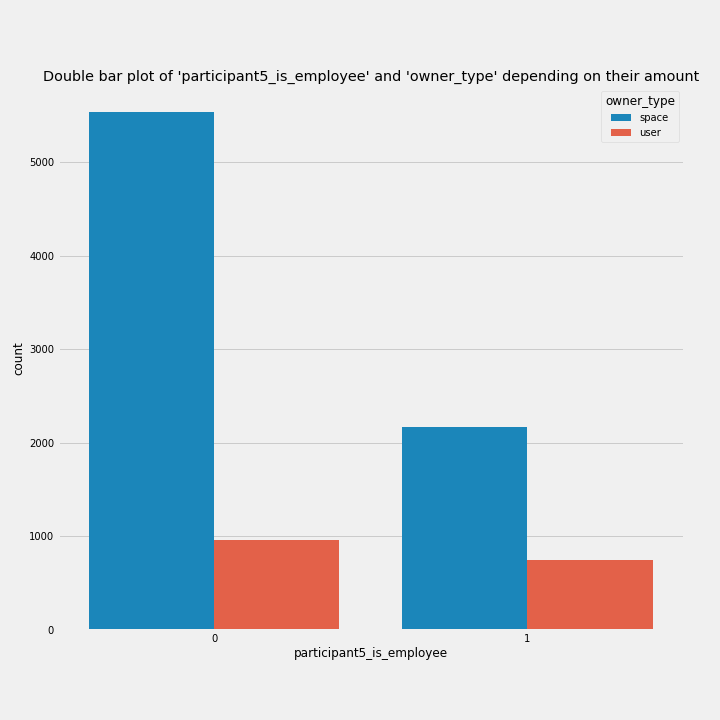 Double bar plot of 'participant5_is_employee' and 'owner_type' depending on their amount
owner_type
space
user
5000
4000
3000
2000
1000
0
count
0 1
participant5_is_employee